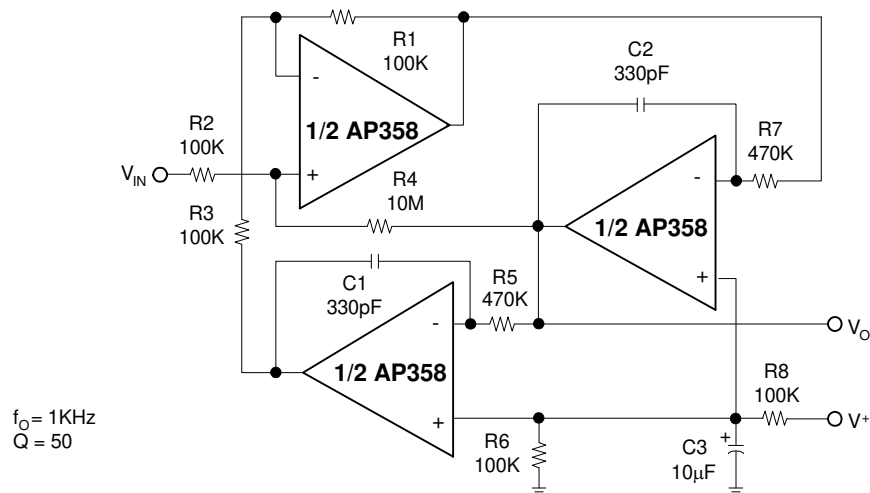 R1
100K
C2
330pF
-
1/2 AP358
+
R2
100K
V_IN
R7
470K
-
R4
10M
1/2 AP358
+
R3
100K
C1
330pF
R5
470K
-
V_O
1/2 AP358
+
R8
100K
V+
f_O = 1KHz
Q = 50
R6
100K
C3
10μF
+